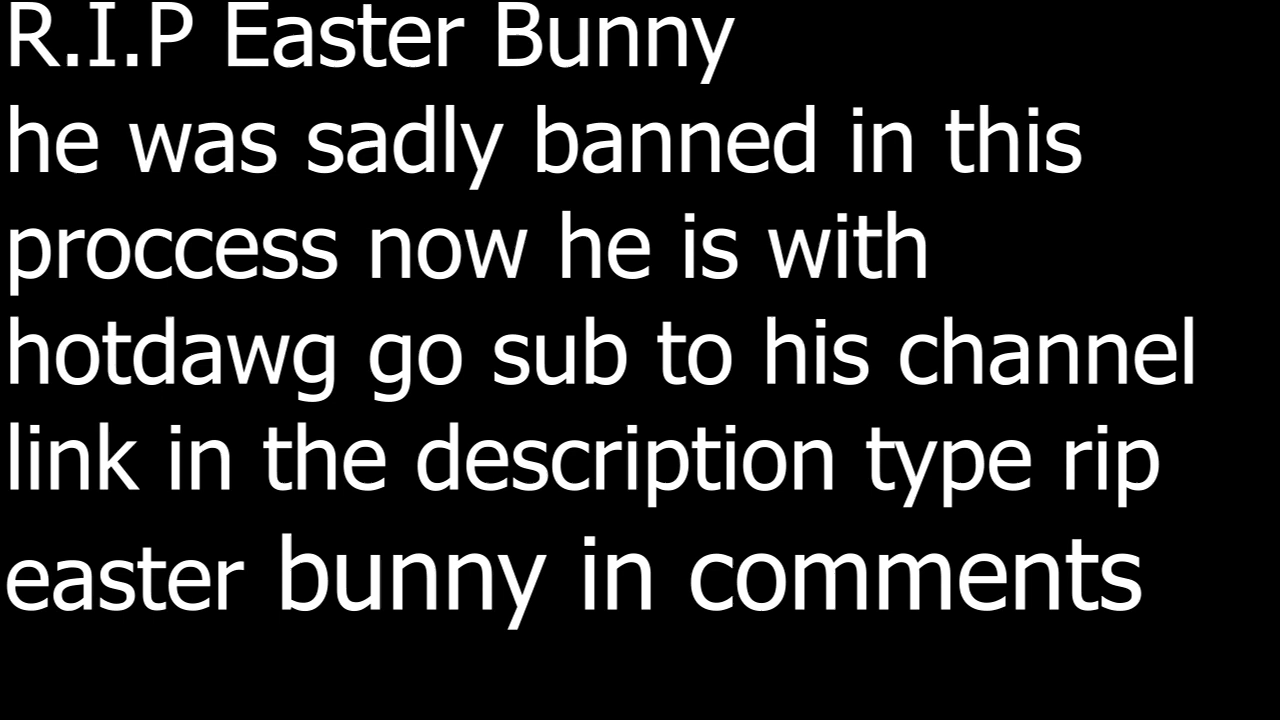 R.I.P Easter Bunny
he was sadly banned in this
proccess now he is with
hotdawg go sub to his channel
link in the description type rip
easter bunny in comments